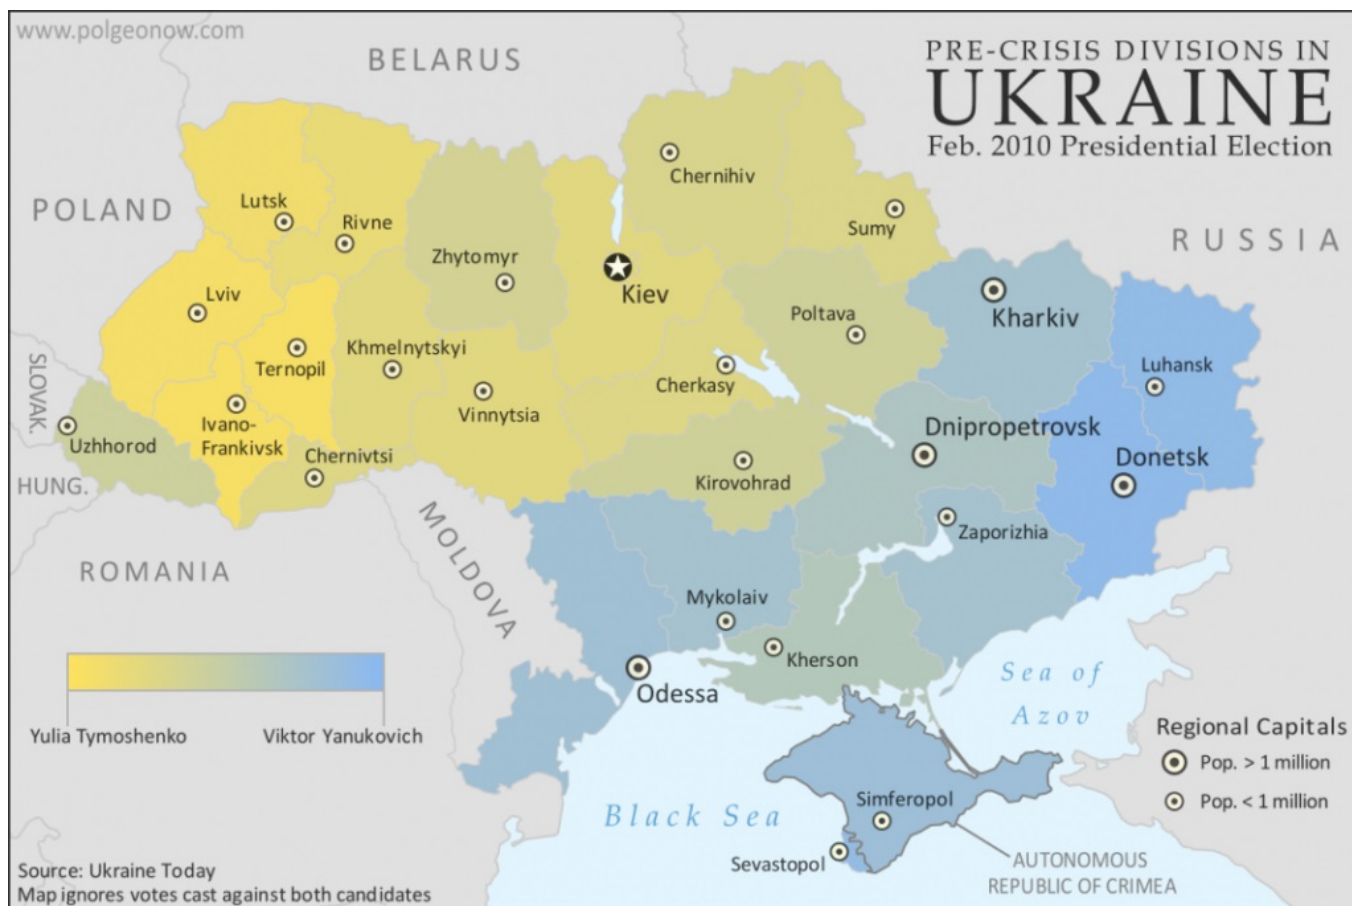 www.polgeonow.com
PRE-CRISIS DIVISIONS IN
UKRAINE
Feb. 2010 Presidential Election
BELARUS
POLAND
RUSSIA
SLOVAK.
HUNG.
ROMANIA
MOLDOVA
Chernihiv
Lutsk
Rivne
Sumy
Zhytomyr
Lviv
Kiev
Kharkiv
Poltava
Khmelnytskyi
Ternopil
Cherkasy
Luhansk
Vinnytsia
Ivano-
Frankivsk
Uzhhorod
Chernivtsi
Dnipropetrovsk
Donetsk
Kirovohrad
Zaporizhia
Mykolaiv
Kherson
Odessa
Sea of
Azov
Black Sea
Simferopol
Sevastopol
AUTONOMOUS
REPUBLIC OF CRIMEA
Yulia Tymoshenko
Viktor Yanukovich
Regional Capitals
Pop. > 1 million
Pop. < 1 million
Source: Ukraine Today
Map ignores votes cast against both candidates